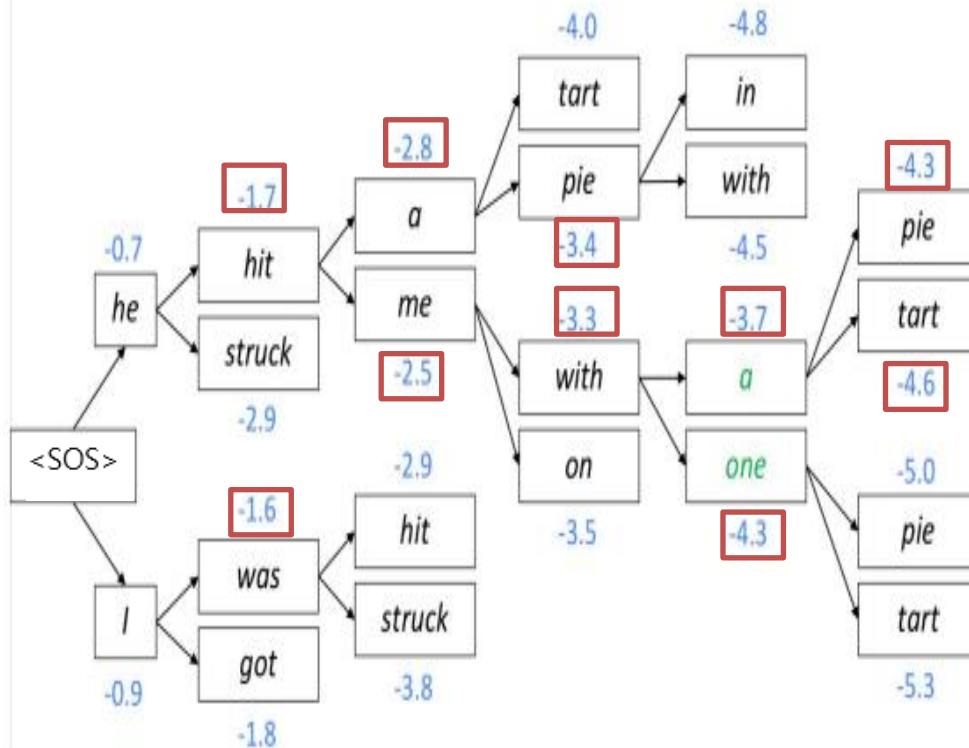 -4.0
-4.8
tart
in
-2.8
-1.7
a
pie
with
-4.3
pie
-0.7
hit
-3.4
-4.5
he
me
-3.3
-3.7
tart
struck
-2.5
with
a
-4.6
-2.9
<SOS>
-2.9
on
one
-5.0
-1.6
hit
-3.5
-4.3
pie
was
I
struck
tart
got
-0.9
-3.8
-5.3
-1.8